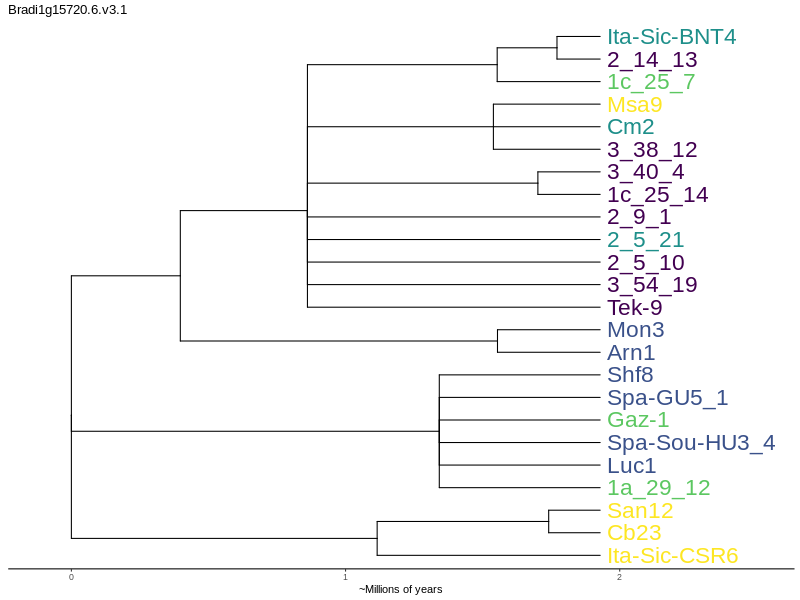 Bradi1g15720.6.v3.1
Ita-Sic-BNT4
2_14_13
1c_25_7
Msa9
Cm2
3_38_12
3_40_4
1c_25_14
2_9_1
2_5_21
2_5_10
3_54_19
Tek-9
Mon3
Arn1
Shf8
Spa-GU5_1
Gaz-1
Spa-Sou-HU3_4
Luc1
1a_29_12
San12
Cb23
Ita-Sic-CSR6
0 1 2
~Millions of years